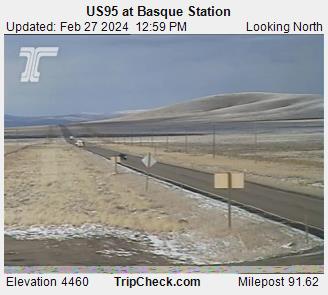 US95 at Basque Station
Updated: Feb 27 2024 12:59 PM Looking North
Elevation 4460 TripCheck.com Milepost 91.62